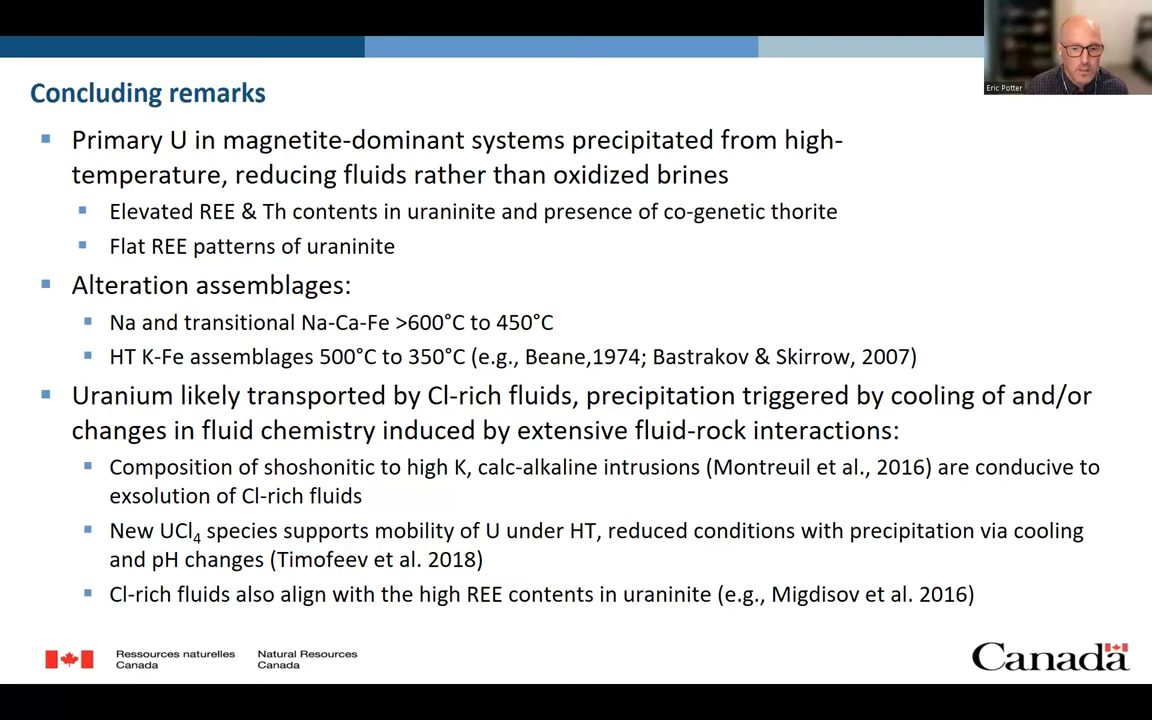 Eric Potter
Concluding remarks
Primary U in magnetite-dominant systems precipitated from high-
temperature, reducing fluids rather than oxidized brines
Elevated REE & Th contents in uraninite and presence of co-genetic thorite
Flat REE patterns of uraninite
Alteration assemblages:
Na and transitional Na-Ca-Fe >600°C to 450°C
HT K-Fe assemblages 500°C to 350°C (e.g., Beane,1974; Bastrakov & Skirrow, 2007)
Uranium likely transported by Cl-rich fluids, precipitation triggered by cooling of and/or
changes in fluid chemistry induced by extensive fluid-rock interactions:
Composition of shoshonitic to high K, calc-alkaline intrusions (Montreuil et al., 2016) are conducive to
exsolution of Cl-rich fluids
New UCl₄ species supports mobility of U under HT, reduced conditions with precipitation via cooling
and pH changes (Timofeev et al. 2018)
Cl-rich fluids also align with the high REE contents in uraninite (e.g., Migdisov et al. 2016)
Ressources naturelles Natural Resources
Canada Canada
Canada